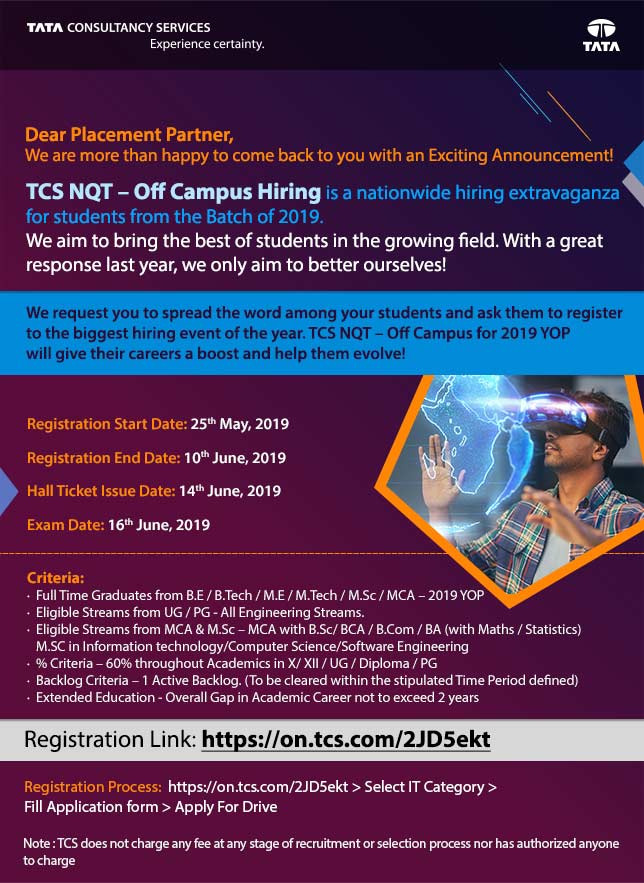 TATA CONSULTANCY SERVICES
Experience certainty.
TATA
Dear Placement Partner,
We are more than happy to come back to you with an Exciting Announcement!
TCS NQT – Off Campus Hiring is a nationwide hiring extravaganza
for students from the Batch of 2019.
We aim to bring the best of students in the growing field. With a great
response last year, we only aim to better ourselves!
We request you to spread the word among your students and ask them to register
to the biggest hiring event of the year. TCS NQT – Off Campus for 2019 YOP
will give their careers a boost and help them evolve!
Registration Start Date: 25th May, 2019
Registration End Date: 10th June, 2019
Hall Ticket Issue Date: 14th June, 2019
Exam Date: 16th June, 2019
Criteria:
· Full Time Graduates from B.E / B.Tech / M.E / M.Tech / M.Sc / MCA – 2019 YOP
· Eligible Streams from UG / PG - All Engineering Streams.
· Eligible Streams from MCA & M.Sc – MCA with B.Sc/ BCA / B.Com / BA (with Maths / Statistics)
M.SC in Information technology/Computer Science/Software Engineering
· % Criteria – 60% throughout Academics in X/ XII / UG / Diploma / PG
· Backlog Criteria – 1 Active Backlog. (To be cleared within the stipulated Time Period defined)
· Extended Education - Overall Gap in Academic Career not to exceed 2 years
Registration Link: https://on.tcs.com/2JD5ekt
Registration Process: https://on.tcs.com/2JD5ekt > Select IT Category >
Fill Application form > Apply For Drive
Note : TCS does not charge any fee at any stage of recruitment or selection process nor has authorized anyone
to charge